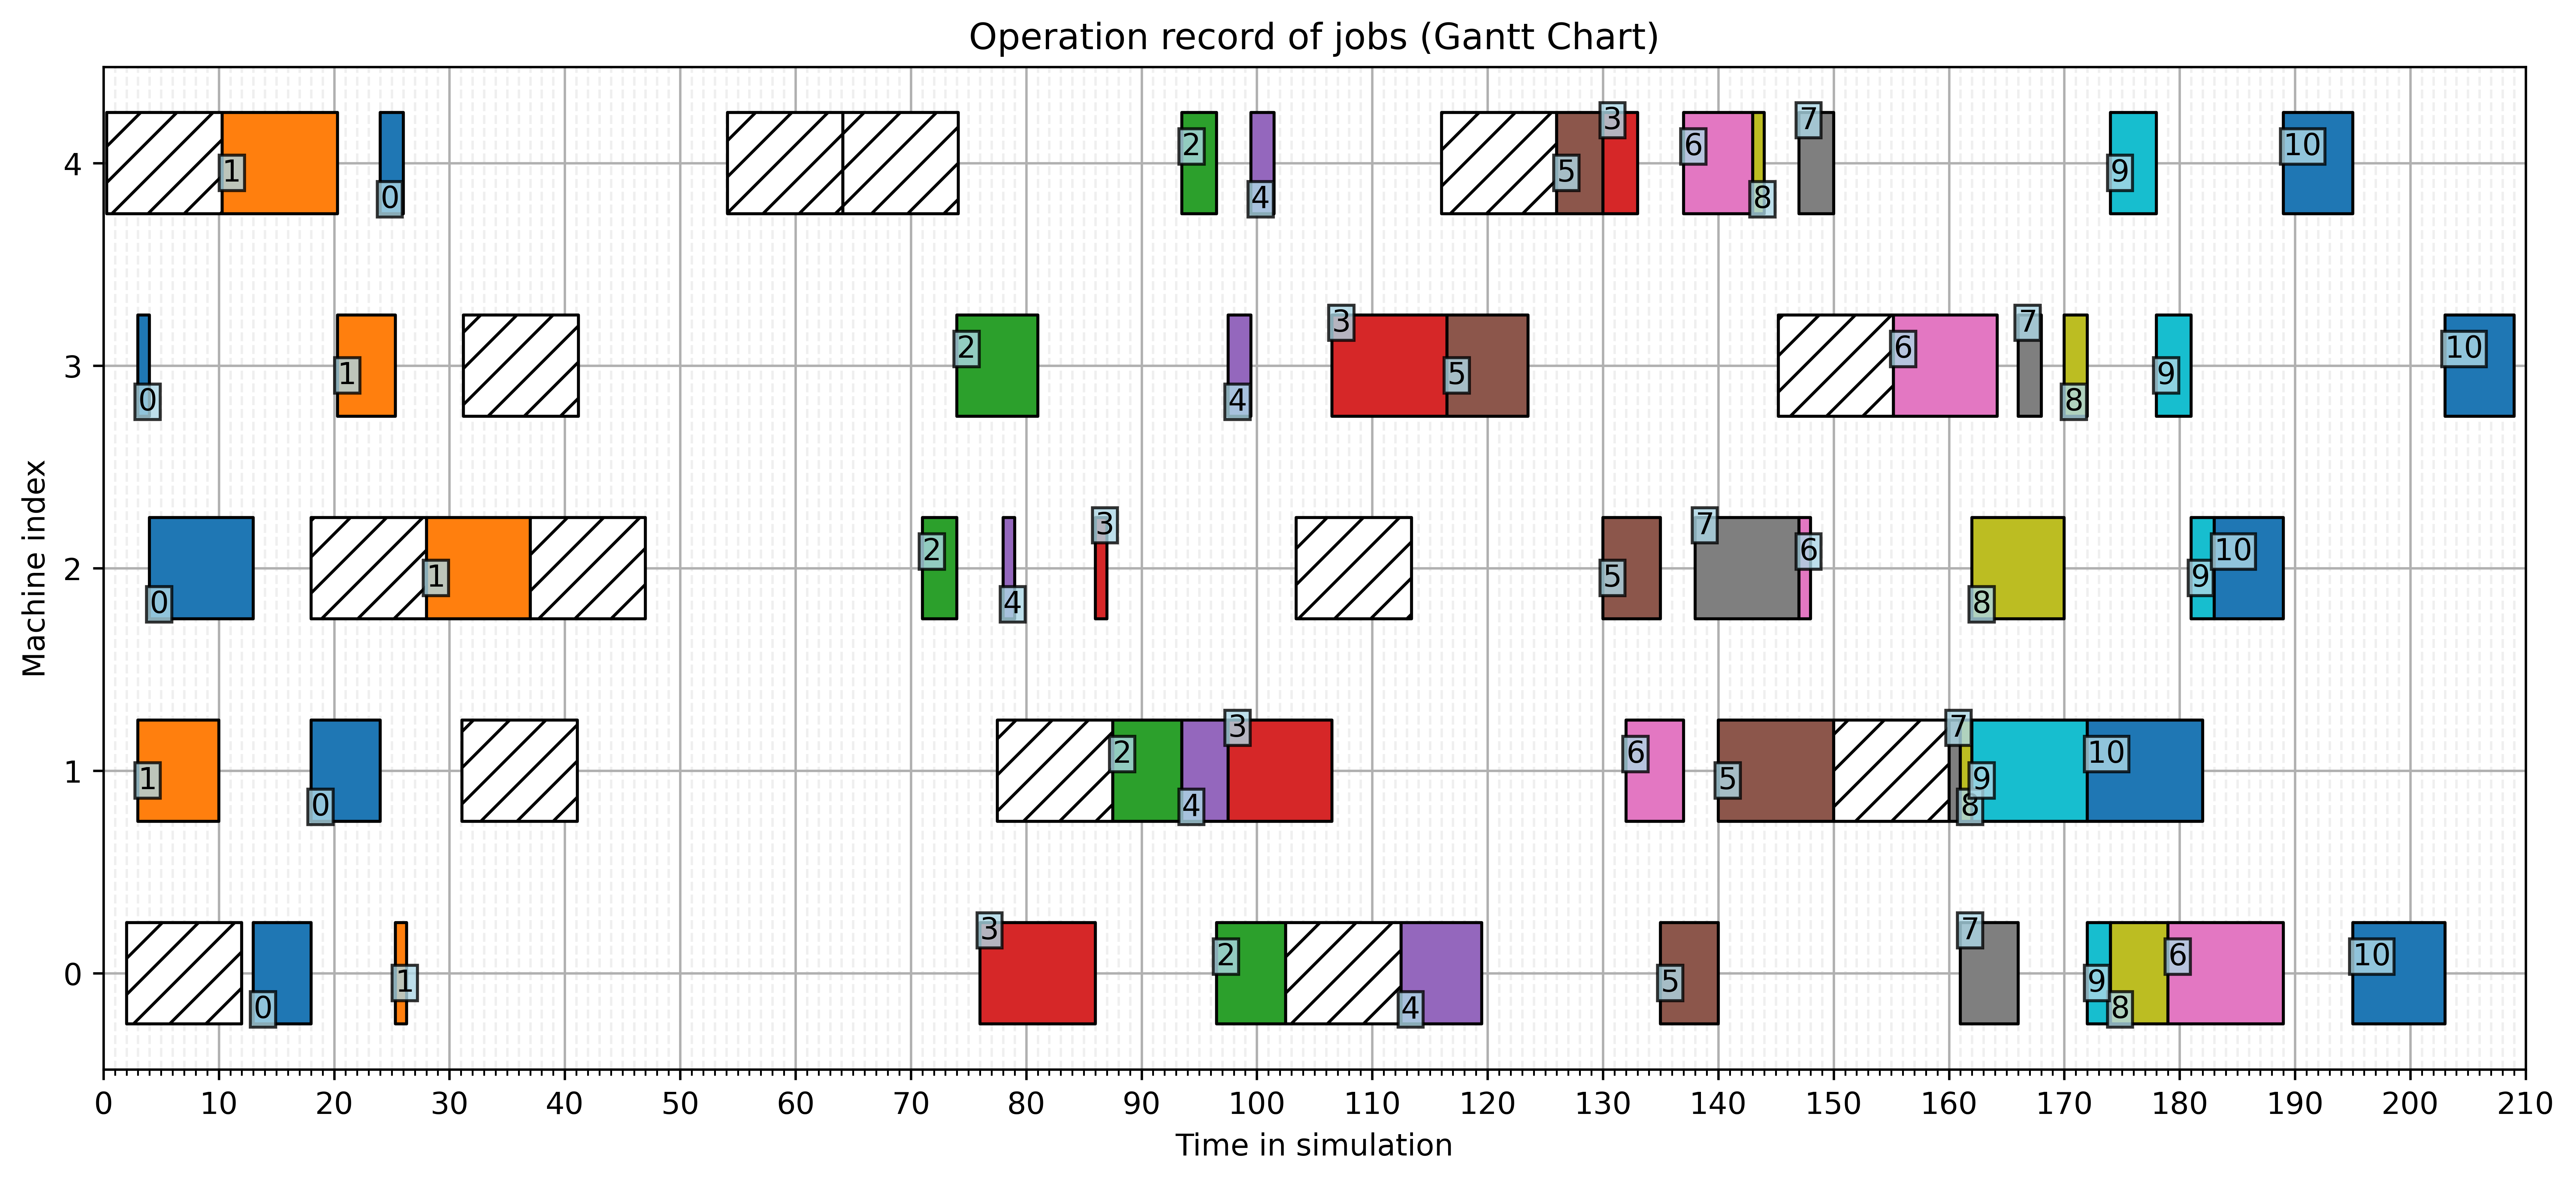 Operation record of jobs (Gantt Chart)
Machine index
4
1 0 2 4 5 3 6 8 7 9 10
3
0 1 2 4 3 5 6 7 8 9 10
2
0 1 2 4 3 5 7 6 8 9 10
1
1 0 2 4 3 6 5 7 8 9 10
0
0 1 3 2 4 5 7 9 8 6 10
0 10 20 30 40 50 60 70 80 90 100 110 120 130 140 150 160 170 180 190 200 210
Time in simulation